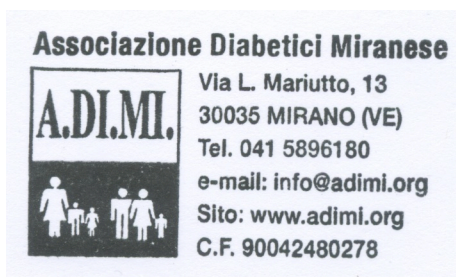 Associazione Diabetici Miranese
A.DI.MI.
Via L. Mariutto, 13
30035 MIRANO (VE)
Tel. 041 5896180
e-mail: info@adimi.org
Sito: www.adimi.org
C.F. 90042480278